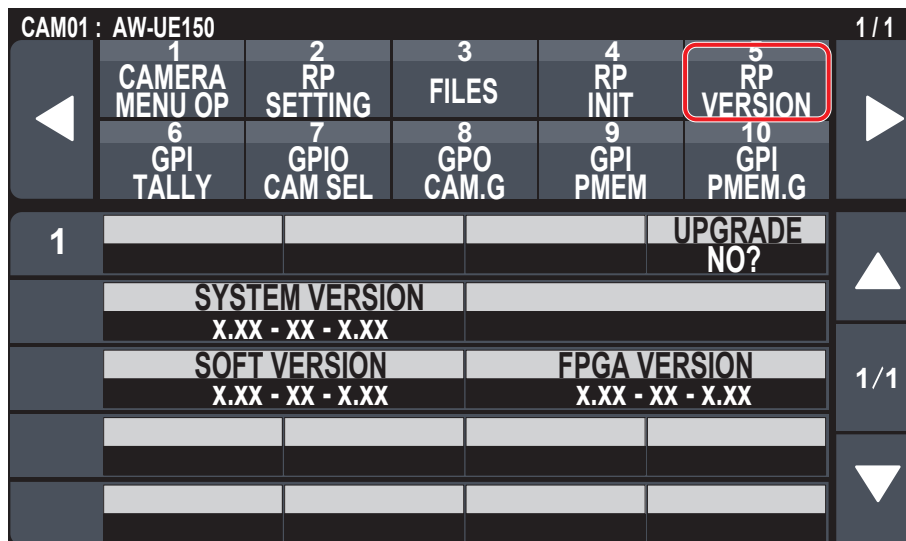 CAM01 : AW-UE150 1 / 1
1 2 3 4 5
CAMERA MENU OP RP SETTING FILES RP INIT RP VERSION
6 7 8 9 10
GPI TALLY GPIO CAM SEL GPO CAM.G GPI PMEM GPI PMEM.G
1 UPGRADE
NO?
SYSTEM VERSION
X.XX - XX - X.XX
SOFT VERSION FPGA VERSION
X.XX - XX - X.XX X.XX - XX - X.XX
1/1